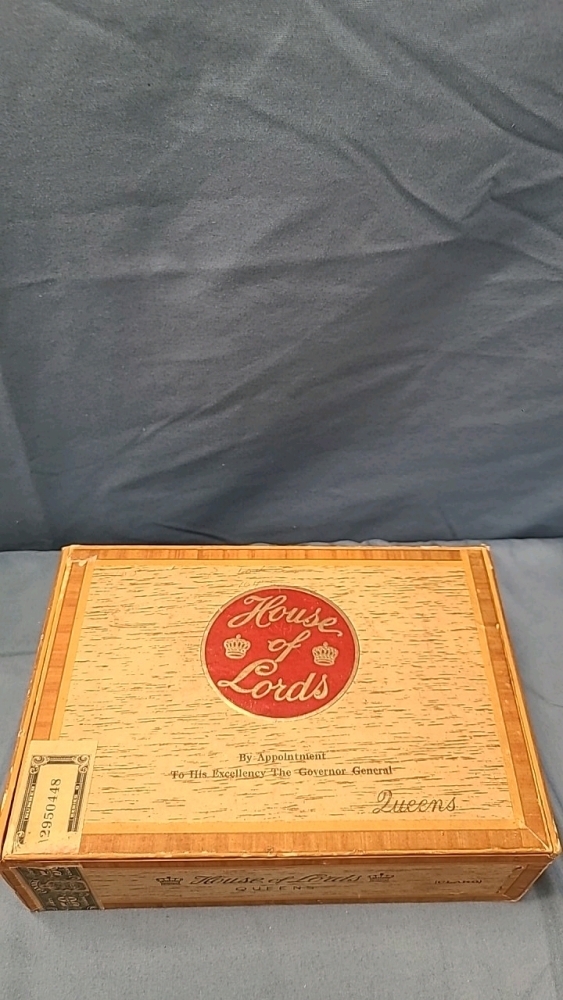 House
of
Lords
By Appointment
To His Excellency The Governor General
Queens
2950448
House of Lords
QUEENS